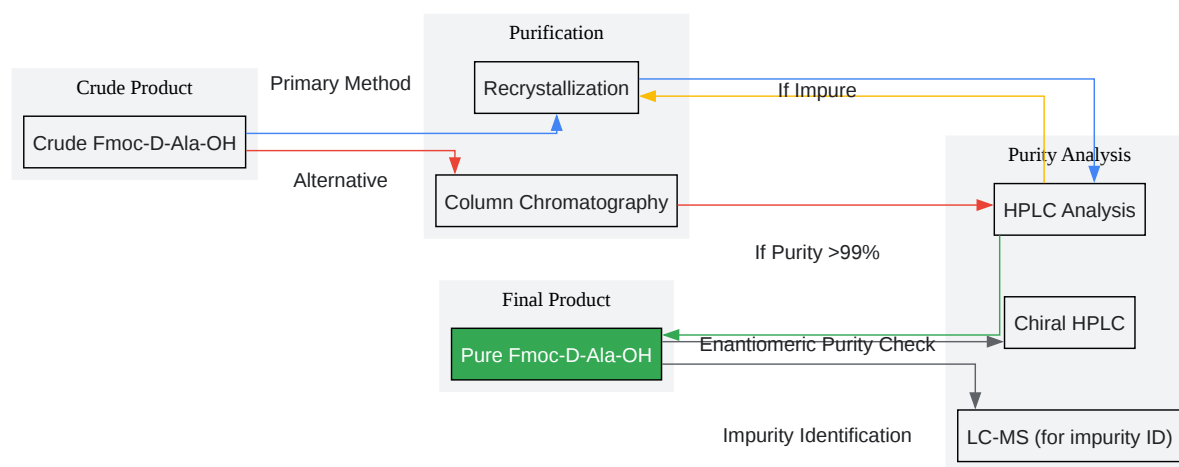 Purification
Crude Product
Primary Method
Recrystallization
If Impure
Crude Fmoc-D-Ala-OH
Purity Analysis
Alternative
Column Chromatography
HPLC Analysis
If Purity >99%
Final Product
Chiral HPLC
Pure Fmoc-D-Ala-OH
Enantiomeric Purity Check
Impurity Identification
LC-MS (for impurity ID)